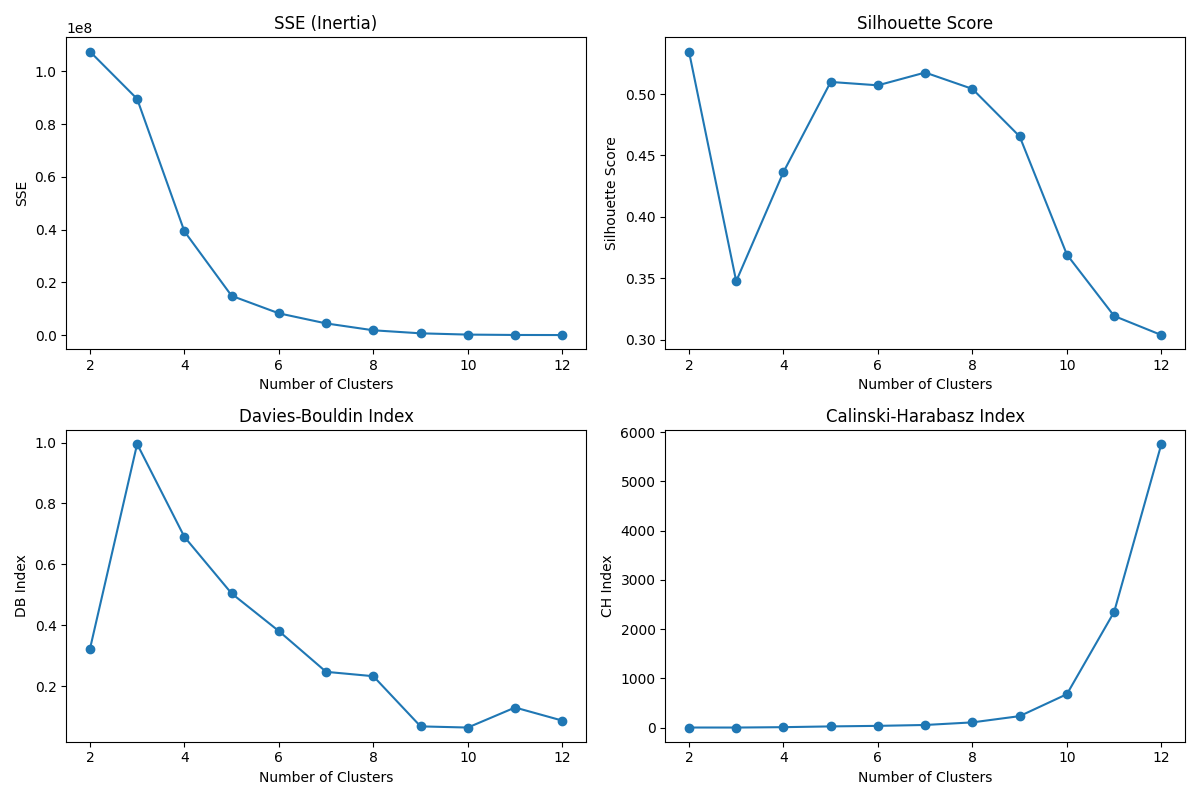 SSE (Inertia)
1e8
1.0
0.8
0.6
0.4
0.2
0.0
SSE
2 4 6 8 10 12
Number of Clusters
Silhouette Score
0.50
0.45
0.40
0.35
0.30
Silhouette Score
2 4 6 8 10 12
Number of Clusters
Davies-Bouldin Index
1.0
0.8
0.6
0.4
0.2
DB Index
2 4 6 8 10 12
Number of Clusters
Calinski-Harabasz Index
6000
5000
4000
3000
2000
1000
0
CH Index
2 4 6 8 10 12
Number of Clusters